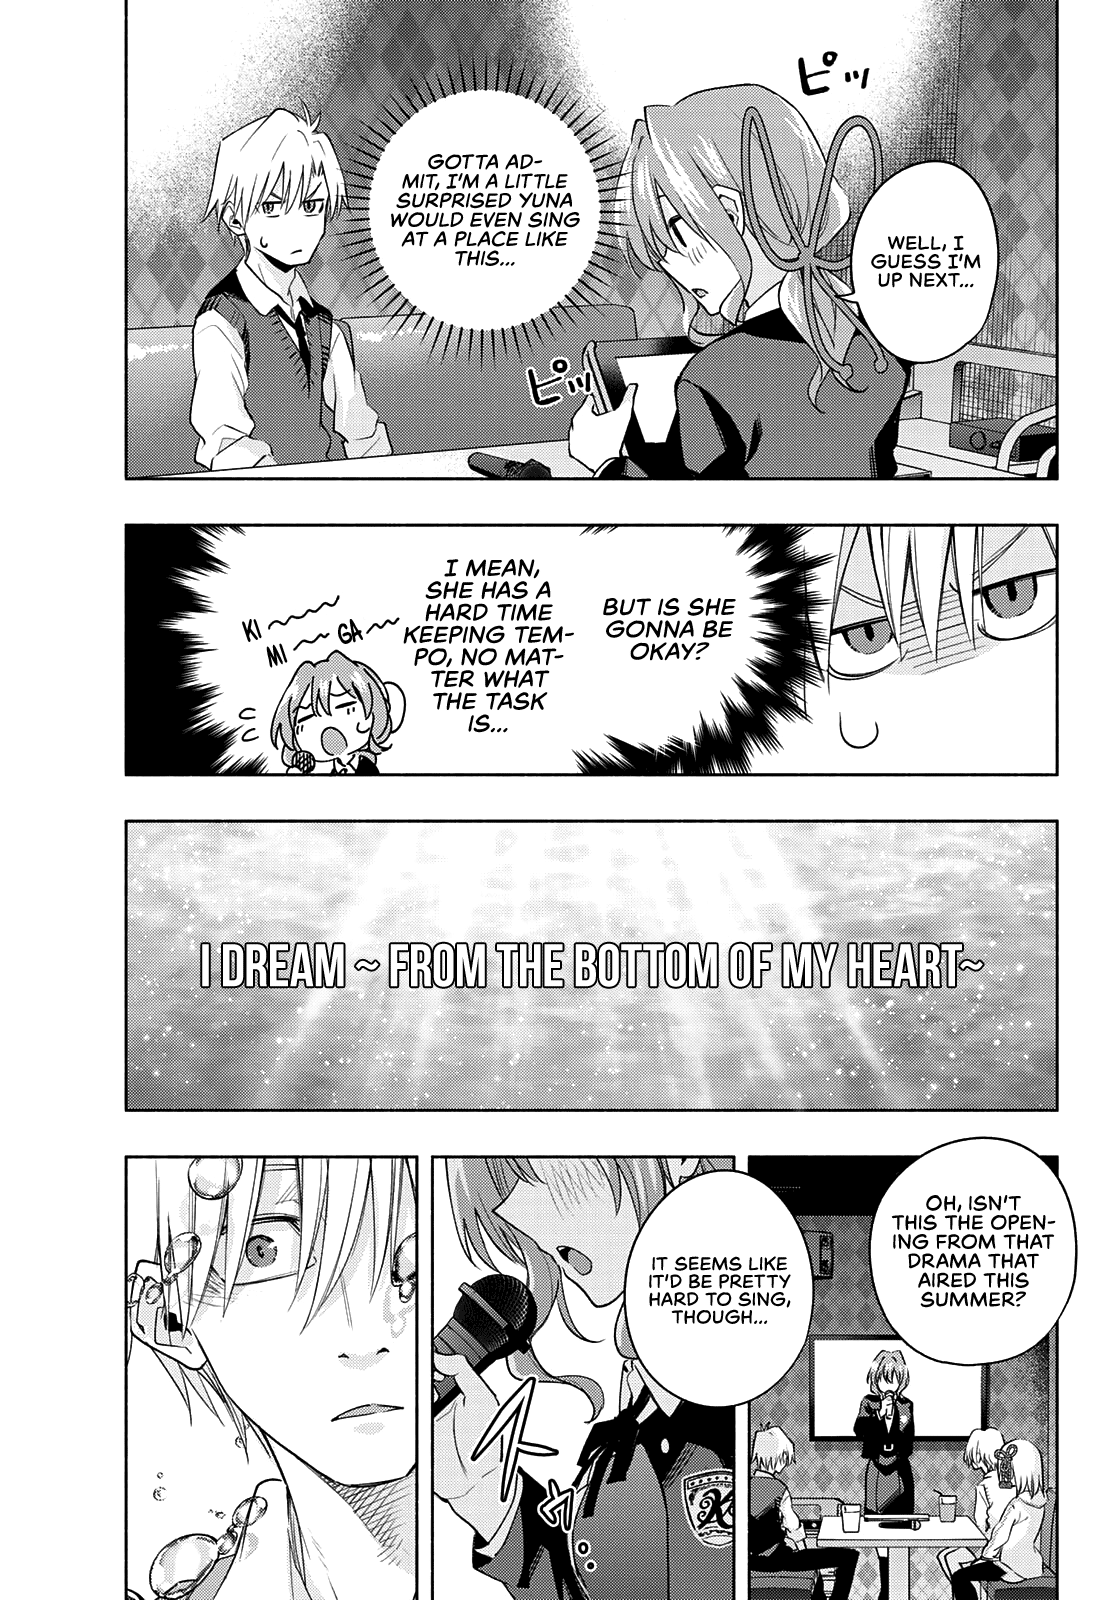 ピッ
WELL, I
GUESS I'M
UP NEXT...
GOTTA AD-
MIT, I'M A LITTLE
SURPRISED YUNA
WOULD EVEN SING
AT A PLACE LIKE
THIS...
ピッ
BUT IS SHE
GONNA BE
OKAY?
I MEAN,
SHE HAS A
HARD TIME
KEEPING TEM-
PO, NO MAT-
TER WHAT
THE TASK
IS...
KI
MI GA
I DREAM ~ FROM THE BOTTOM OF MY HEART~
OH, ISN'T
THIS THE OPEN-
ING FROM THAT
DRAMA THAT
AIRED THIS
SUMMER?
IT SEEMS LIKE
IT'D BE PRETTY
HARD TO SING,
THOUGH...